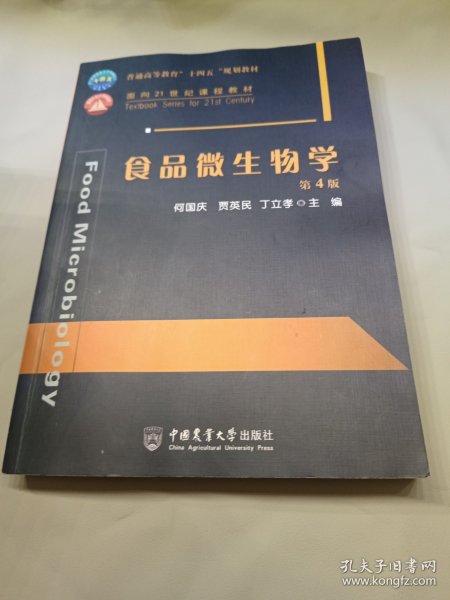 普通高等教育"十四五"规划教材
面向21世纪课程教材
Textbook Series for 21st Century
食品微生物学
第4版
何国庆 贾英民 丁立孝 主编
Food Microbiology
中国农业大学出版社
China Agricultural University Press
孔夫子旧书网
www.kongfz.com